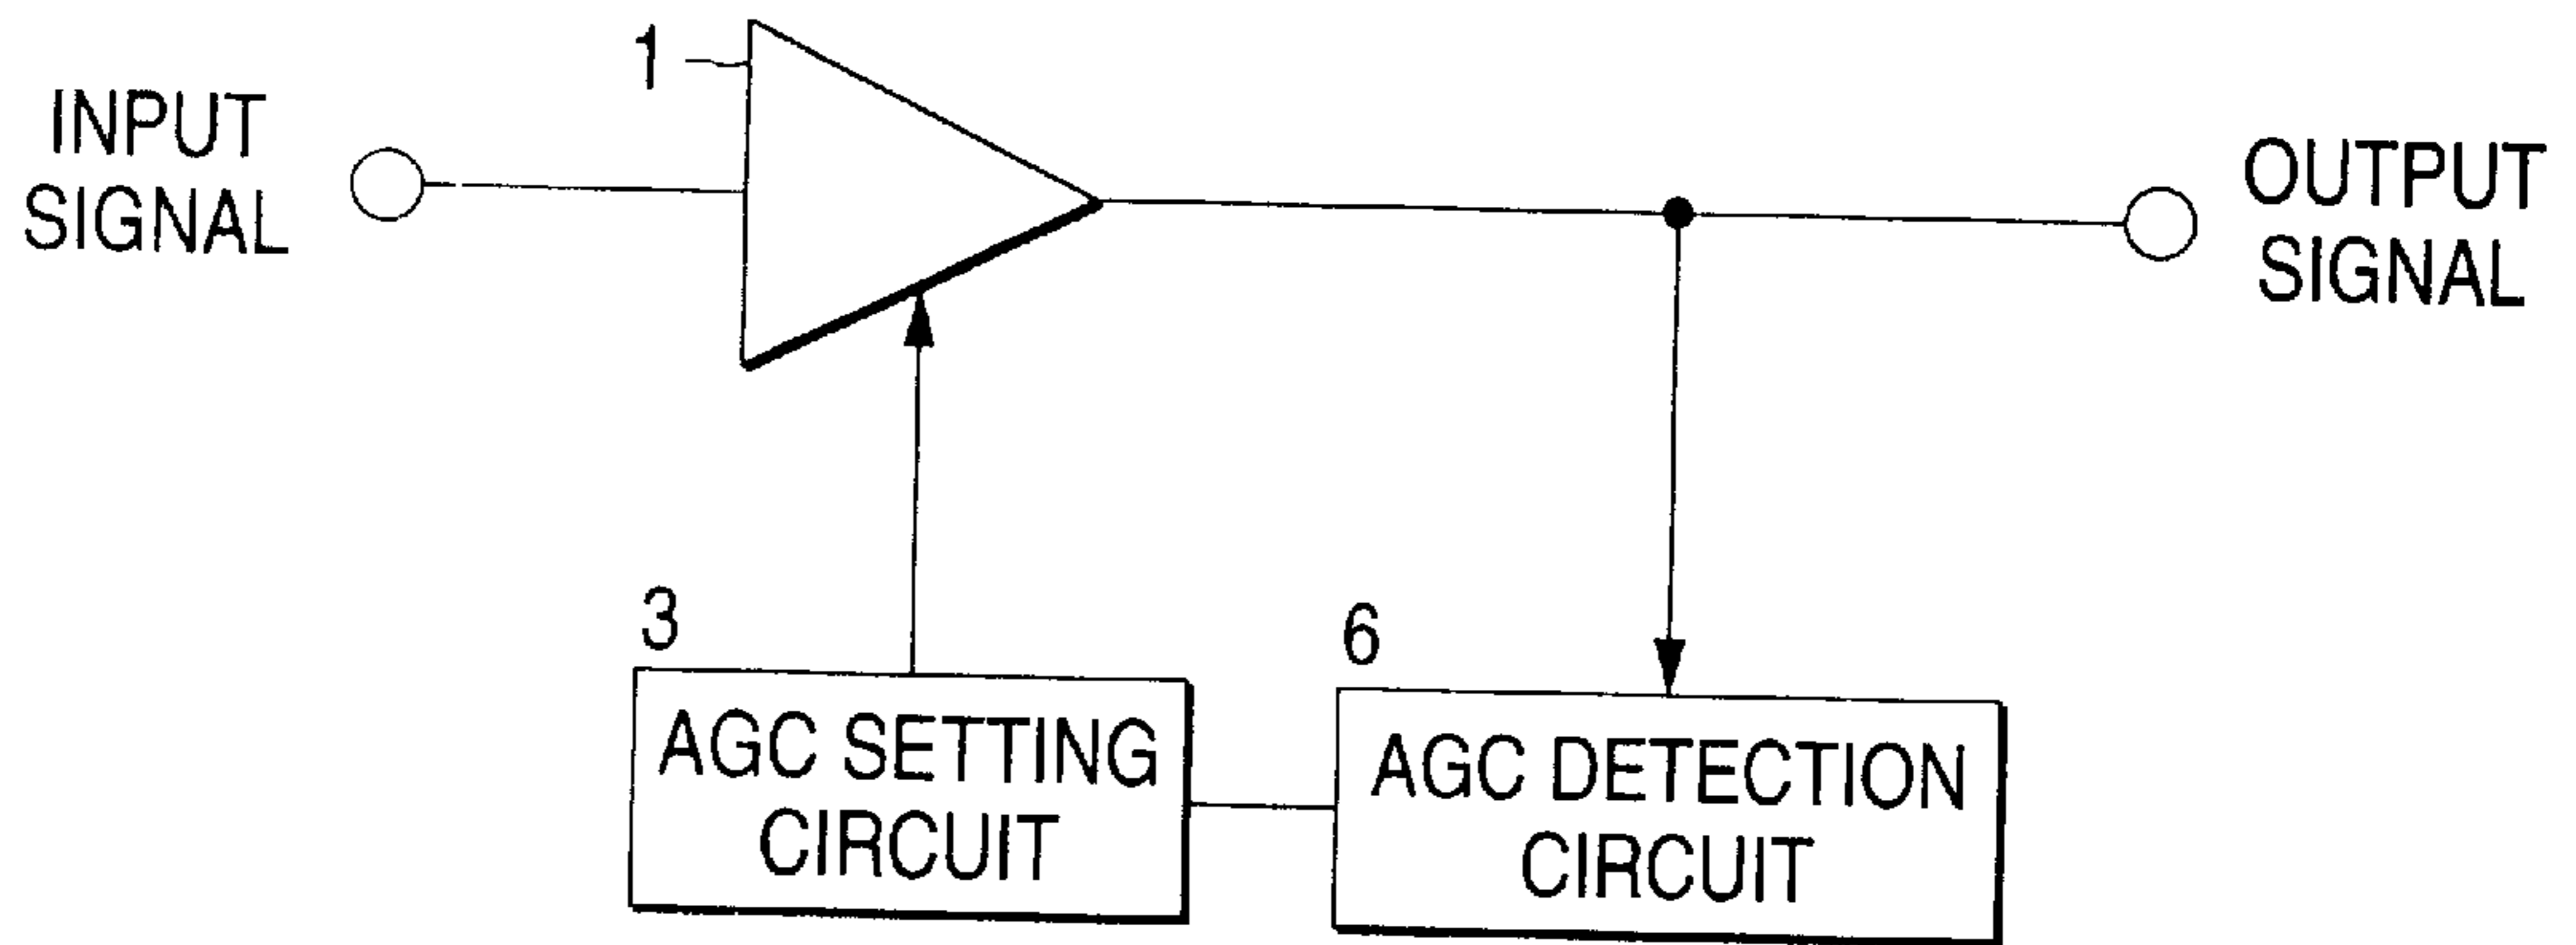 1
INPUT
SIGNAL
OUTPUT
SIGNAL
3
AGC SETTING
CIRCUIT
6
AGC DETECTION
CIRCUIT